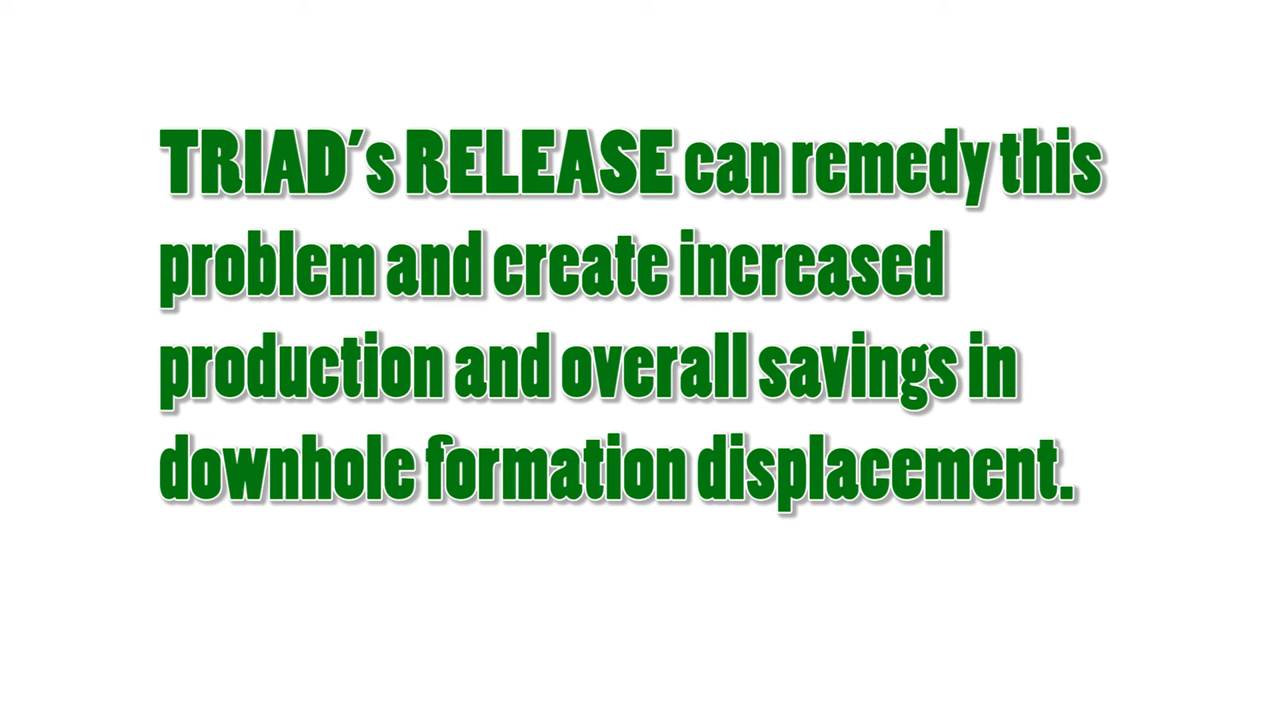 TRIAD's RELEASE can remedy this
problem and create increased
production and overall savings in
downhole formation displacement.